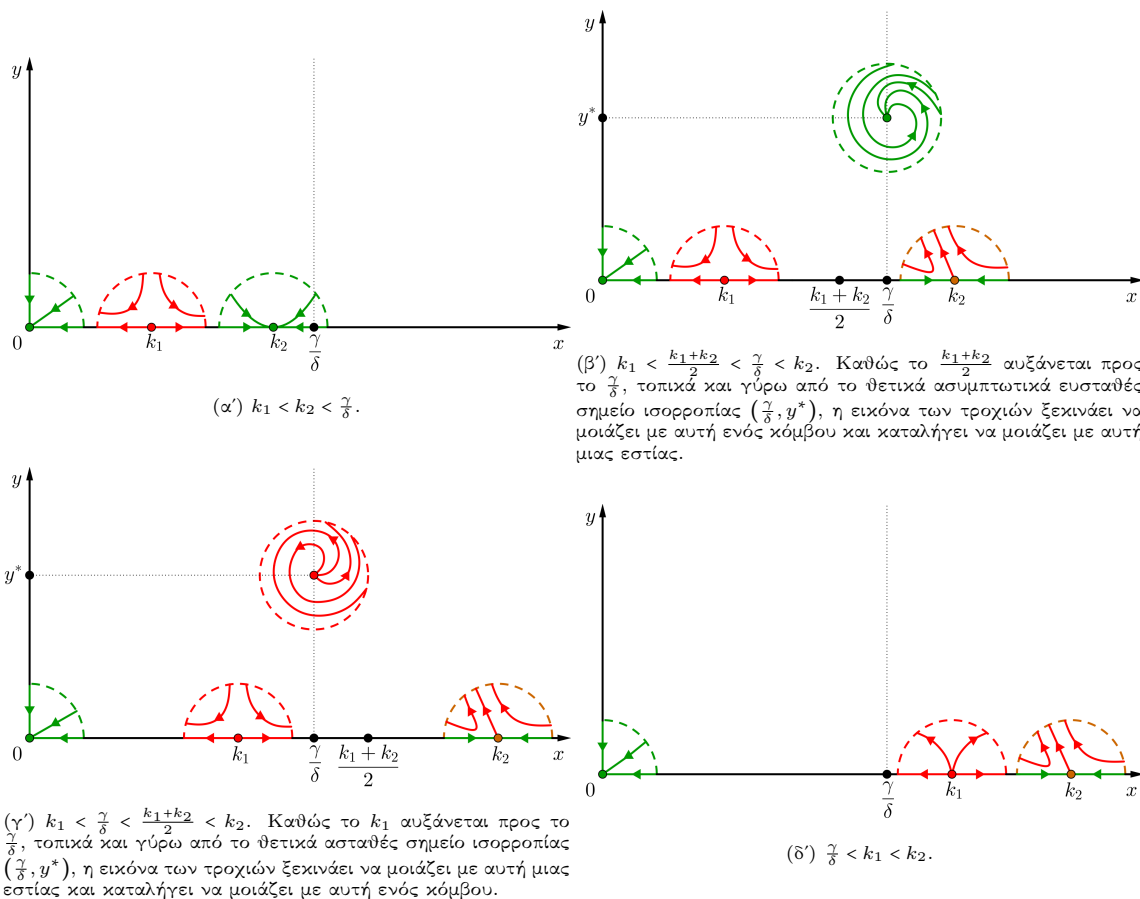 y
0
k₁
k₂
γ/δ
x
(αʹ) k₁ < k₂ < γ/δ.
y
y*
0
k₁
(k₁ + k₂)/2
γ/δ
k₂
x
(βʹ) k₁ < (k₁+k₂)/2 < γ/δ < k₂. Καθώς το (k₁+k₂)/2 αυξάνεται προς
το γ/δ, τοπικά και γύρω από το θετικά ασυμπτωτικά ευσταθές
σημείο ισορροπίας (γ/δ, y*), η εικόνα των τροχιών ξεκινάει να
μοιάζει με αυτή ενός κόμβου και καταλήγει να μοιάζει με αυτή
μιας εστίας.
y
y*
0
k₁
γ/δ
(k₁ + k₂)/2
k₂
x
(γʹ) k₁ < γ/δ < (k₁+k₂)/2 < k₂. Καθώς το k₁ αυξάνεται προς το
γ/δ, τοπικά και γύρω από το θετικά ασταθές σημείο ισορροπίας
(γ/δ, y*), η εικόνα των τροχιών ξεκινάει να μοιάζει με αυτή μιας
εστίας και καταλήγει να μοιάζει με αυτή ενός κόμβου.
y
0
γ/δ
k₁
k₂
x
(δʹ) γ/δ < k₁ < k₂.